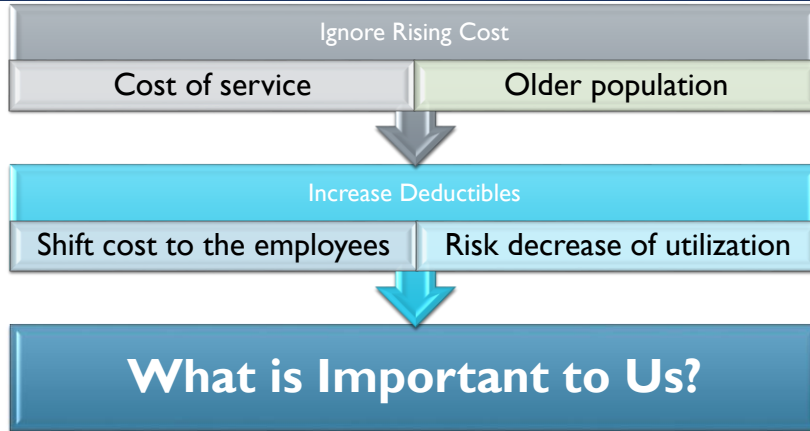 Ignore Rising Cost
Cost of service
Older population
Increase Deductibles
Shift cost to the employees
Risk decrease of utilization
What is Important to Us?